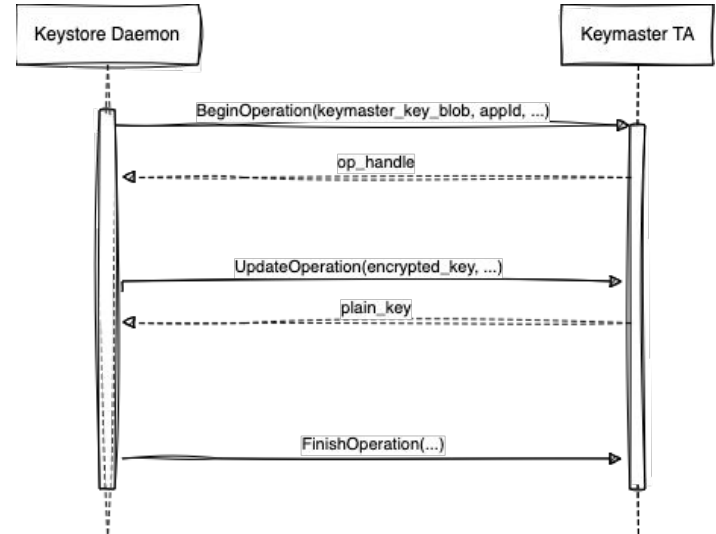 Keystore Daemon
Keymaster TA
BeginOperation(keymaster_key_blob, appId, ...)
op_handle
UpdateOperation(encrypted_key, ...)
plain_key
FinishOperation(...)